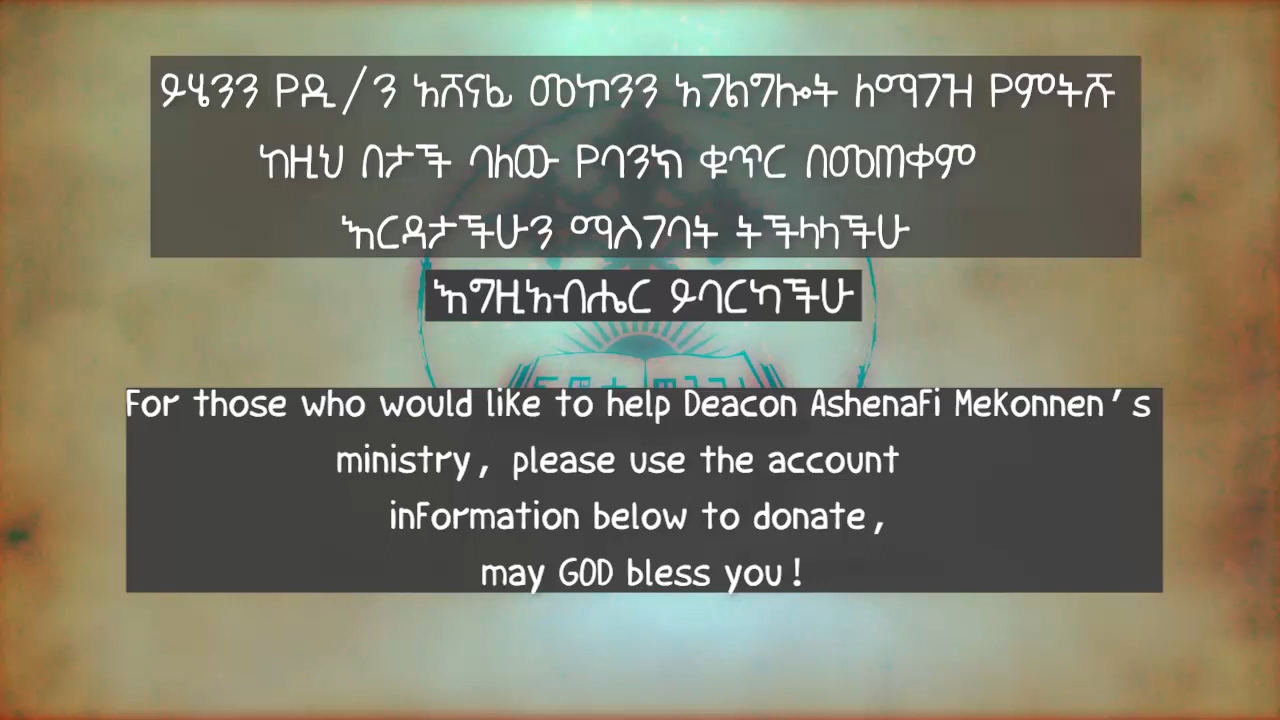 ይሄንን የዲ/ን አሸናፊ መኮንን አገልግሎት ለማገዝ የምትሹ
ከዚህ በታች ባለው የባንክ ቁጥር በመጠቀም
እርዳታችሁን ማስገባት ትችላላችሁ
እግዚአብሔር ይባርካችሁ
For those who would like to help Deacon Ashenafi Mekonnen's
ministry, please use the account
information below to donate,
may GOD bless you!